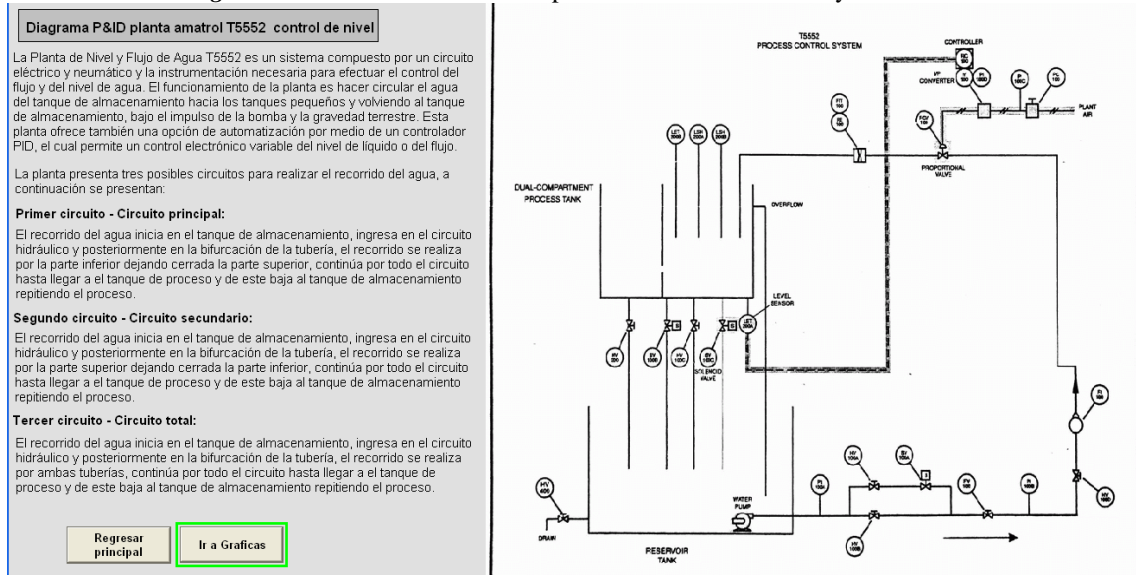 Diagrama P&ID planta amatrol T5552 control de nivel
La Planta de Nivel y Flujo de Agua T5552 es un sistema compuesto por un circuito
eléctrico y neumático y la instrumentación necesaria para efectuar el control del
flujo y del nivel de agua. El funcionamiento de la planta es hacer circular el agua
del tanque de almacenamiento hacia los tanques pequeños y volviendo al tanque
de almacenamiento, bajo el impulso de la bomba y la gravedad terrestre. Esta
planta ofrece también una opción de automatización por medio de un controlador
PID, el cual permite un control electrónico variable del nivel de líquido o del flujo.
La planta presenta tres posibles circuitos para realizar el recorrido del agua, a
continuación se presentan:
Primer circuito - Circuito principal:
El recorrido del agua inicia en el tanque de almacenamiento, ingresa en el circuito
hidráulico y posteriormente en la bifurcación de la tubería, el recorrido se realiza
por la parte inferior dejando cerrada la parte superior, continúa por todo el circuito
hasta llegar a el tanque de proceso y de este baja al tanque de almacenamiento
repitiendo el proceso.
Segundo circuito - Circuito secundario:
El recorrido del agua inicia en el tanque de almacenamiento, ingresa en el circuito
hidráulico y posteriormente en la bifurcación de la tubería, el recorrido se realiza
por la parte superior dejando cerrada la parte inferior, continúa por todo el circuito
hasta llegar a el tanque de proceso y de este baja al tanque de almacenamiento
repitiendo el proceso.
Tercer circuito - Circuito total:
El recorrido del agua inicia en el tanque de almacenamiento, ingresa en el circuito
hidráulico y posteriormente en la bifurcación de la tubería, el recorrido se realiza
por ambas tuberías, continúa por todo el circuito hasta llegar a el tanque de
proceso y de este baja al tanque de almacenamiento repitiendo el proceso.
Regresar
principal
Ir a Graficas
T5552
PROCESS CONTROL SYSTEM
CONTROLLER
I/P
CONVERTER
PLANT
AIR
PROPORTIONAL
VALVE
DUAL-COMPARTMENT
PROCESS TANK
OVERFLOW
LEVEL
SENSOR
SOLENOID
VALVE
WATER
PUMP
DRAIN
RESERVOIR
TANK